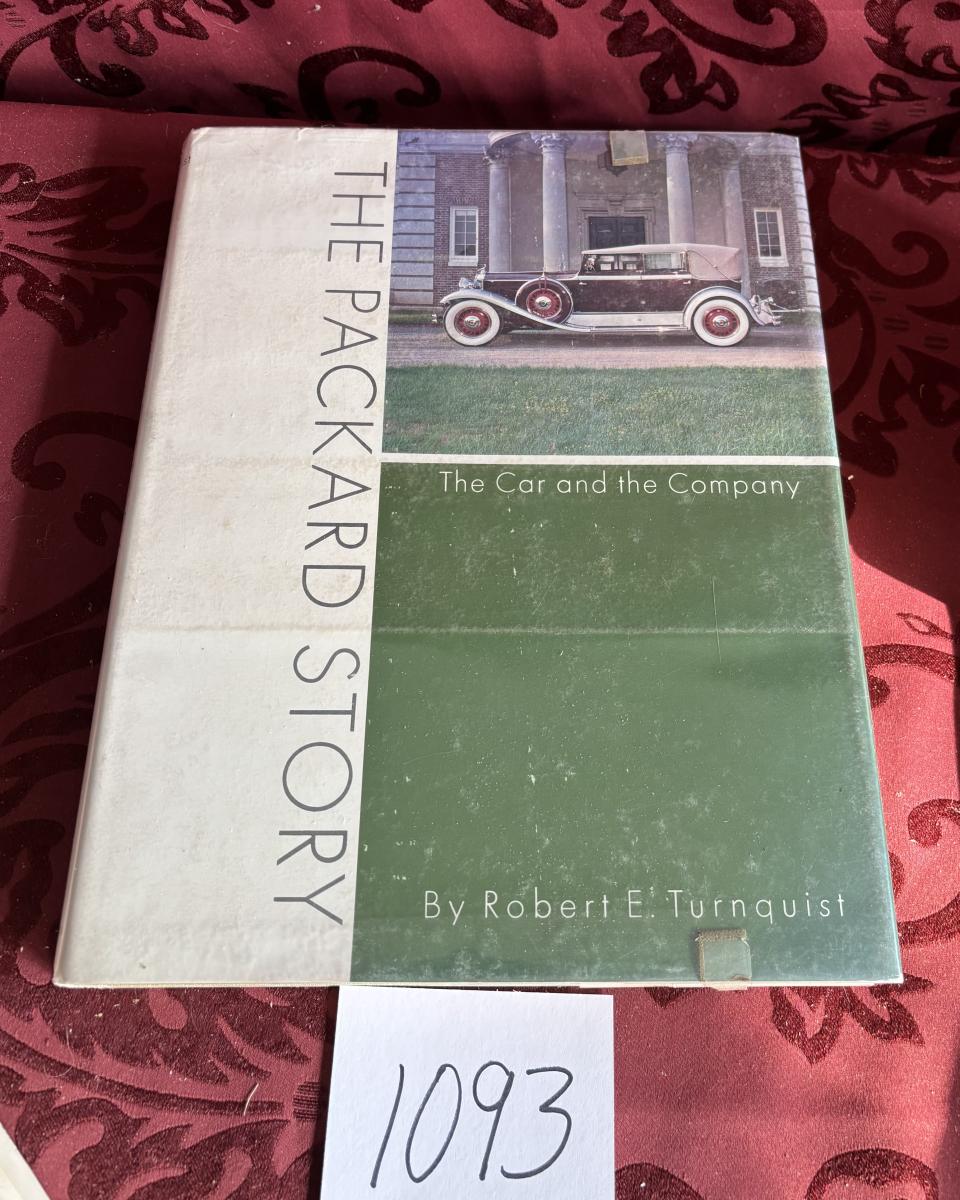 THE PACKARD STORY
The Car and the Company
By Robert E. Turnquist
1093